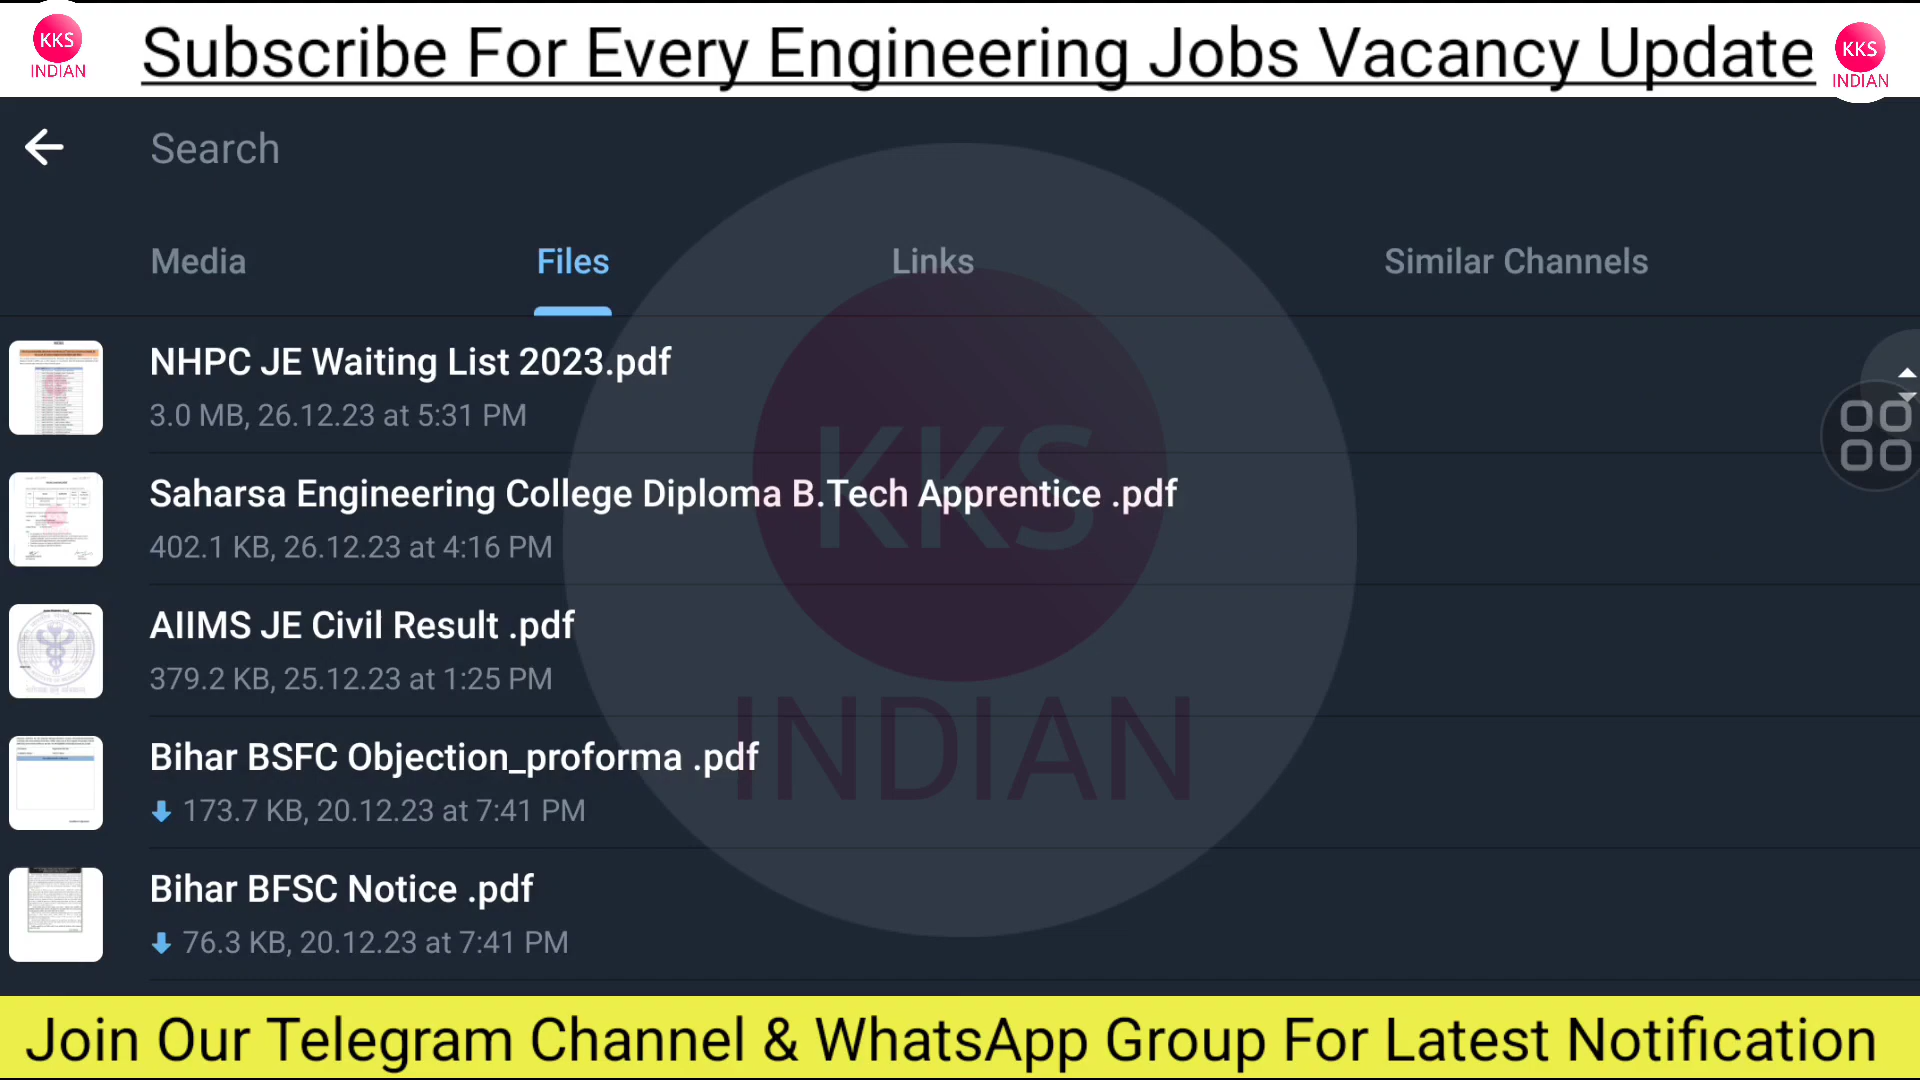 KKS
INDIAN
Subscribe For Every Engineering Jobs Vacancy Update
KKS
INDIAN
Search
Media
Files
Links
Similar Channels
NHPC JE Waiting List 2023.pdf
3.0 MB, 26.12.23 at 5:31 PM
Saharsa Engineering College Diploma B.Tech Apprentice .pdf
402.1 KB, 26.12.23 at 4:16 PM
AIIMS JE Civil Result .pdf
379.2 KB, 25.12.23 at 1:25 PM
Bihar BSFC Objection_proforma .pdf
173.7 KB, 20.12.23 at 7:41 PM
Bihar BFSC Notice .pdf
76.3 KB, 20.12.23 at 7:41 PM
KKS
INDIAN
Join Our Telegram Channel & WhatsApp Group For Latest Notification